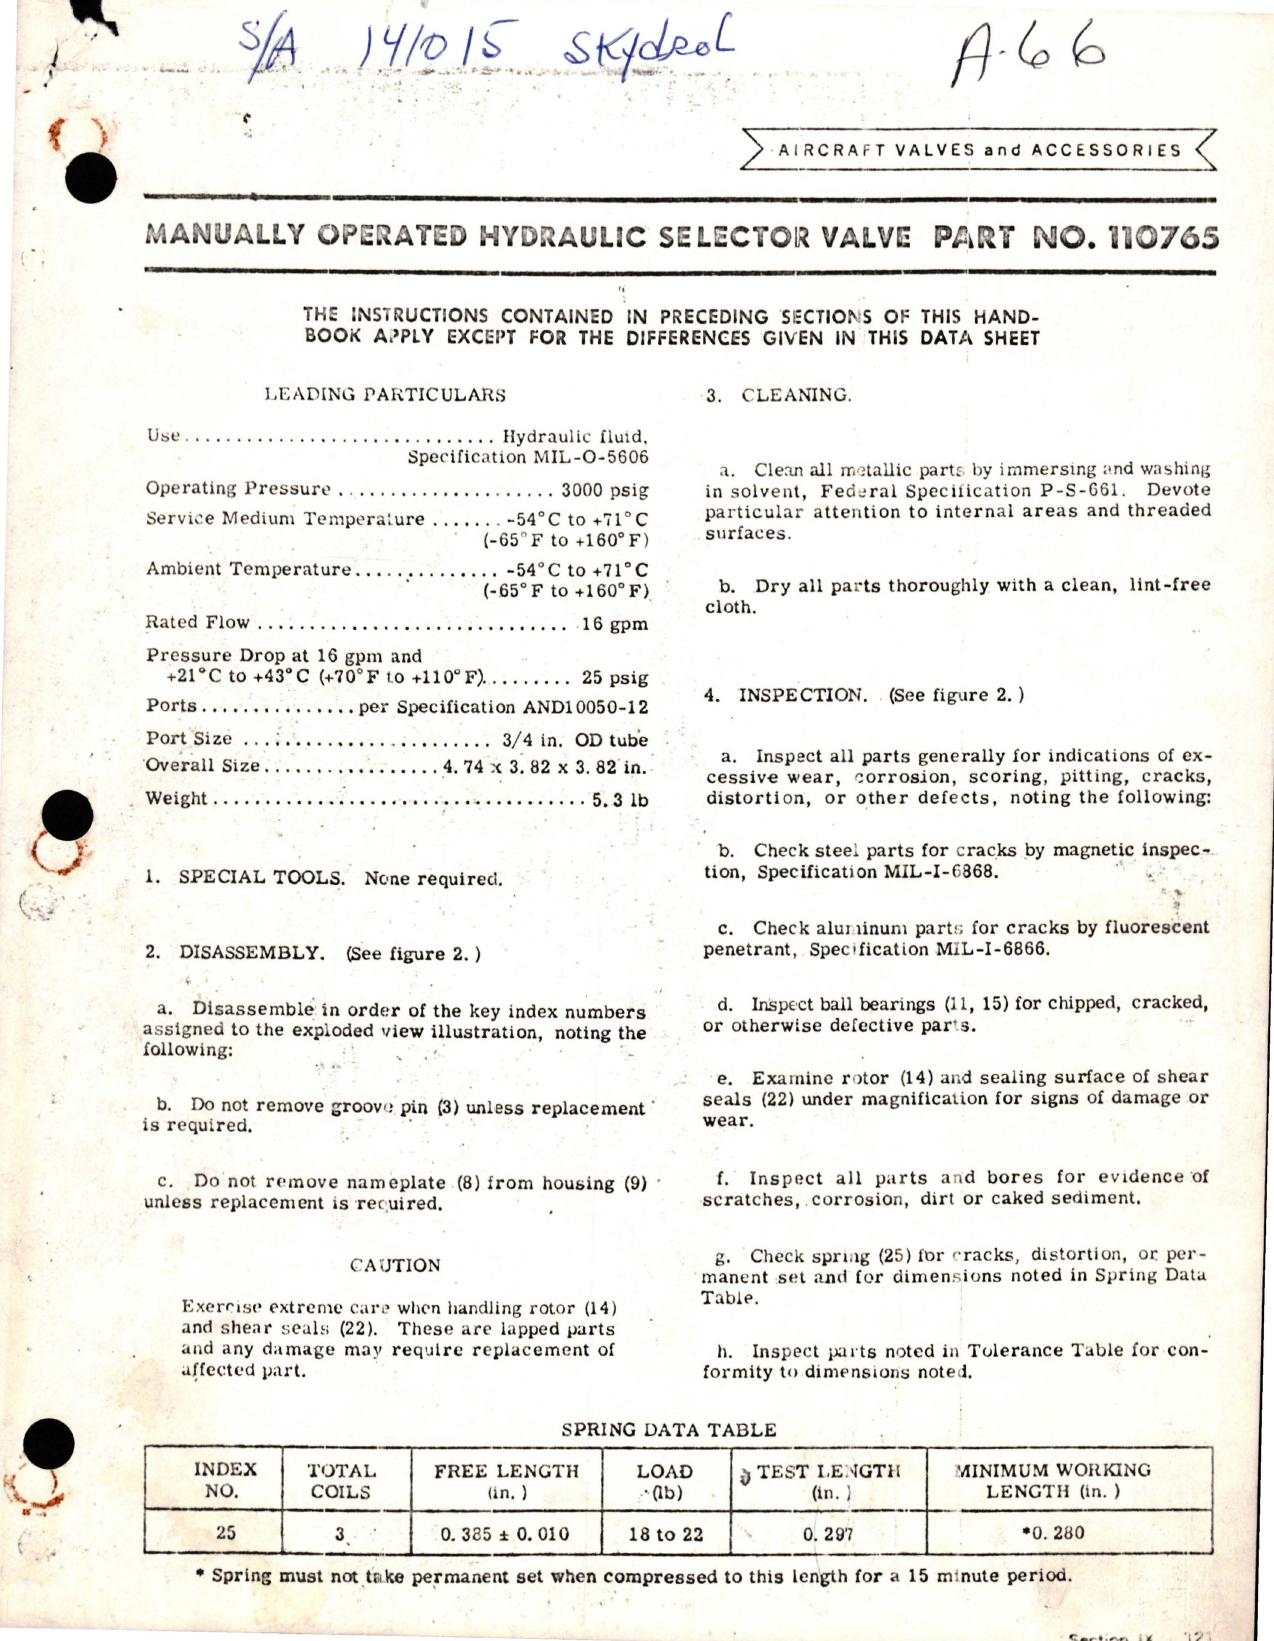 S/A 141015 Skydrol A-66
AIRCRAFT VALVES and ACCESSORIES
MANUALLY OPERATED HYDRAULIC SELECTOR VALVE PART NO. 110765
THE INSTRUCTIONS CONTAINED IN PRECEDING SECTIONS OF THIS HAND-
BOOK APPLY EXCEPT FOR THE DIFFERENCES GIVEN IN THIS DATA SHEET
LEADING PARTICULARS
Use.............................. Hydraulic fluid,
Specification MIL-O-5606
Operating Pressure ..................... 3000 psig
Service Medium Temperature ....... -54°C to +71°C
(-65°F to +160°F)
Ambient Temperature.............. -54°C to +71°C
(-65°F to +160°F)
Rated Flow .............................. 16 gpm
Pressure Drop at 16 gpm and
+21°C to +43°C (+70°F to +110°F)......... 25 psig
Ports............... per Specification AND10050-12
Port Size ........................ 3/4 in. OD tube
Overall Size................. 4.74 x 3.82 x 3.82 in.
Weight .................................... 5.3 lb
1. SPECIAL TOOLS. None required.
2. DISASSEMBLY. (See figure 2.)
a. Disassemble in order of the key index numbers
assigned to the exploded view illustration, noting the
following:
b. Do not remove groove pin (3) unless replacement
is required.
c. Do not remove nameplate (8) from housing (9)
unless replacement is required.
CAUTION
Exercise extreme care when handling rotor (14)
and shear seals (22). These are lapped parts
and any damage may require replacement of
affected part.
3. CLEANING.
a. Clean all metallic parts by immersing and washing
in solvent, Federal Specification P-S-661. Devote
particular attention to internal areas and threaded
surfaces.
b. Dry all parts thoroughly with a clean, lint-free
cloth.
4. INSPECTION. (See figure 2.)
a. Inspect all parts generally for indications of ex-
cessive wear, corrosion, scoring, pitting, cracks,
distortion, or other defects, noting the following:
b. Check steel parts for cracks by magnetic inspec-
tion, Specification MIL-I-6868.
c. Check aluminum parts for cracks by fluorescent
penetrant, Specification MIL-I-6866.
d. Inspect ball bearings (11, 15) for chipped, cracked,
or otherwise defective parts.
e. Examine rotor (14) and sealing surface of shear
seals (22) under magnification for signs of damage or
wear.
f. Inspect all parts and bores for evidence of
scratches, corrosion, dirt or caked sediment.
g. Check spring (25) for cracks, distortion, or per-
manent set and for dimensions noted in Spring Data
Table.
h. Inspect parts noted in Tolerance Table for con-
formity to dimensions noted.
SPRING DATA TABLE
INDEX NO. TOTAL COILS FREE LENGTH (in.) LOAD (lb) TEST LENGTH (in.) MINIMUM WORKING LENGTH (in.)
25 3 0.385 ± 0.010 18 to 22 0.297 *0.280
* Spring must not take permanent set when compressed to this length for a 15 minute period.
Section IX 121